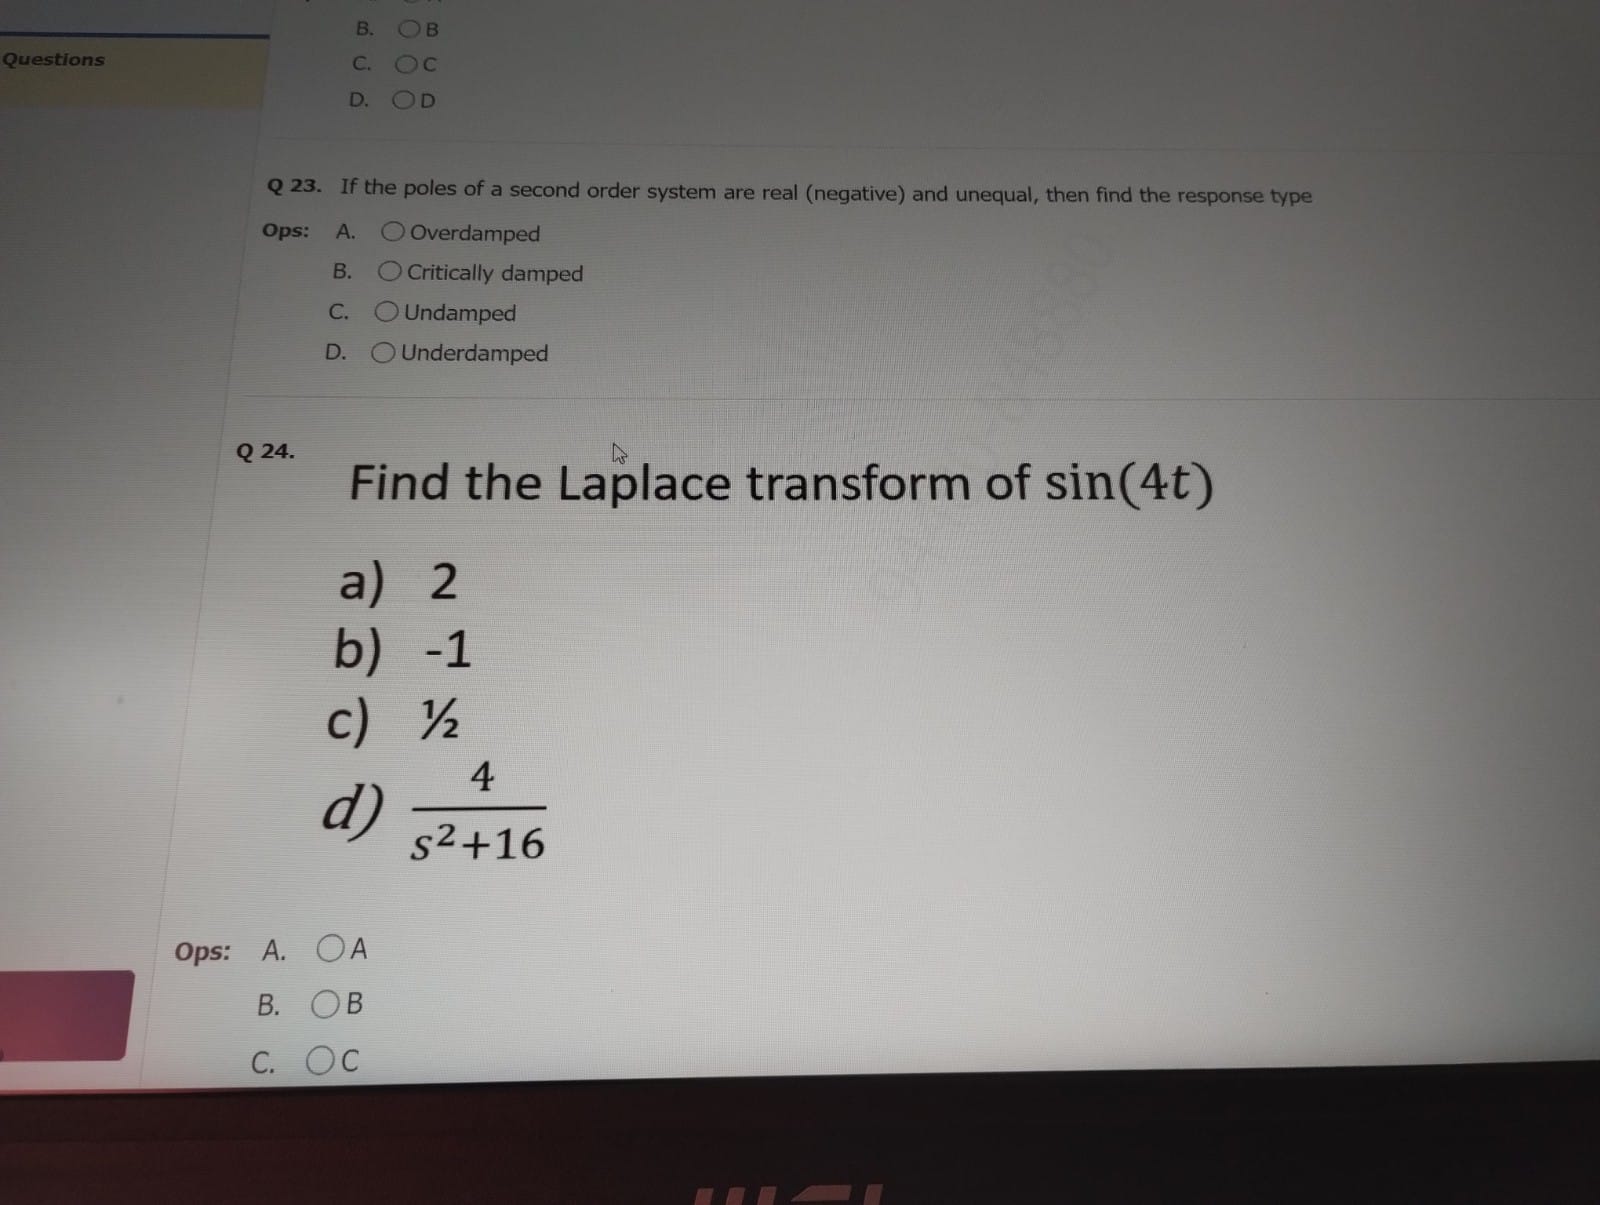 B. B
Questions
C. C
D. D
Q 23. If the poles of a second order system are real (negative) and unequal, then find the response type
Ops: A. Overdamped
B. Critically damped
C. Undamped
D. Underdamped
Q 24.
Find the Laplace transform of sin(4t)
a) 2
b) -1
c) ½
d) 4
s²+16
Ops: A. A
B. B
C. C